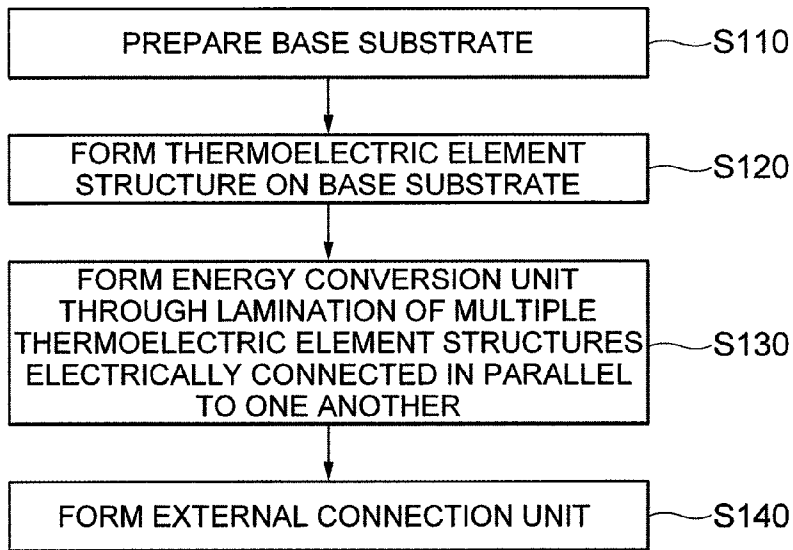 PREPARE BASE SUBSTRATE
S110
FORM THERMOELECTRIC ELEMENT
STRUCTURE ON BASE SUBSTRATE
S120
FORM ENERGY CONVERSION UNIT
THROUGH LAMINATION OF MULTIPLE
THERMOELECTRIC ELEMENT STRUCTURES
ELECTRICALLY CONNECTED IN PARALLEL
TO ONE ANOTHER
S130
FORM EXTERNAL CONNECTION UNIT
S140